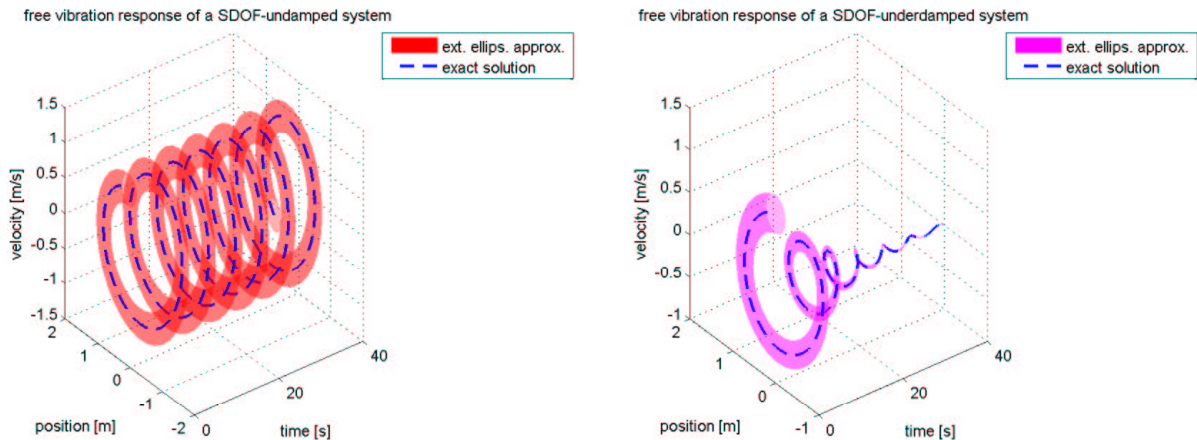 free vibration response of a SDOF-undamped system
ext. ellips. approx.
exact solution
velocity [m/s]
1.5
1
0.5
0
-0.5
-1
-1.5
2
1
0
-1
-2
position [m]
0
20
40
time [s]
free vibration response of a SDOF-underdamped system
ext. ellips. approx.
exact solution
velocity [m/s]
1.5
1
0.5
0
-0.5
-1
2
1
0
-1
position [m]
0
20
40
time [s]